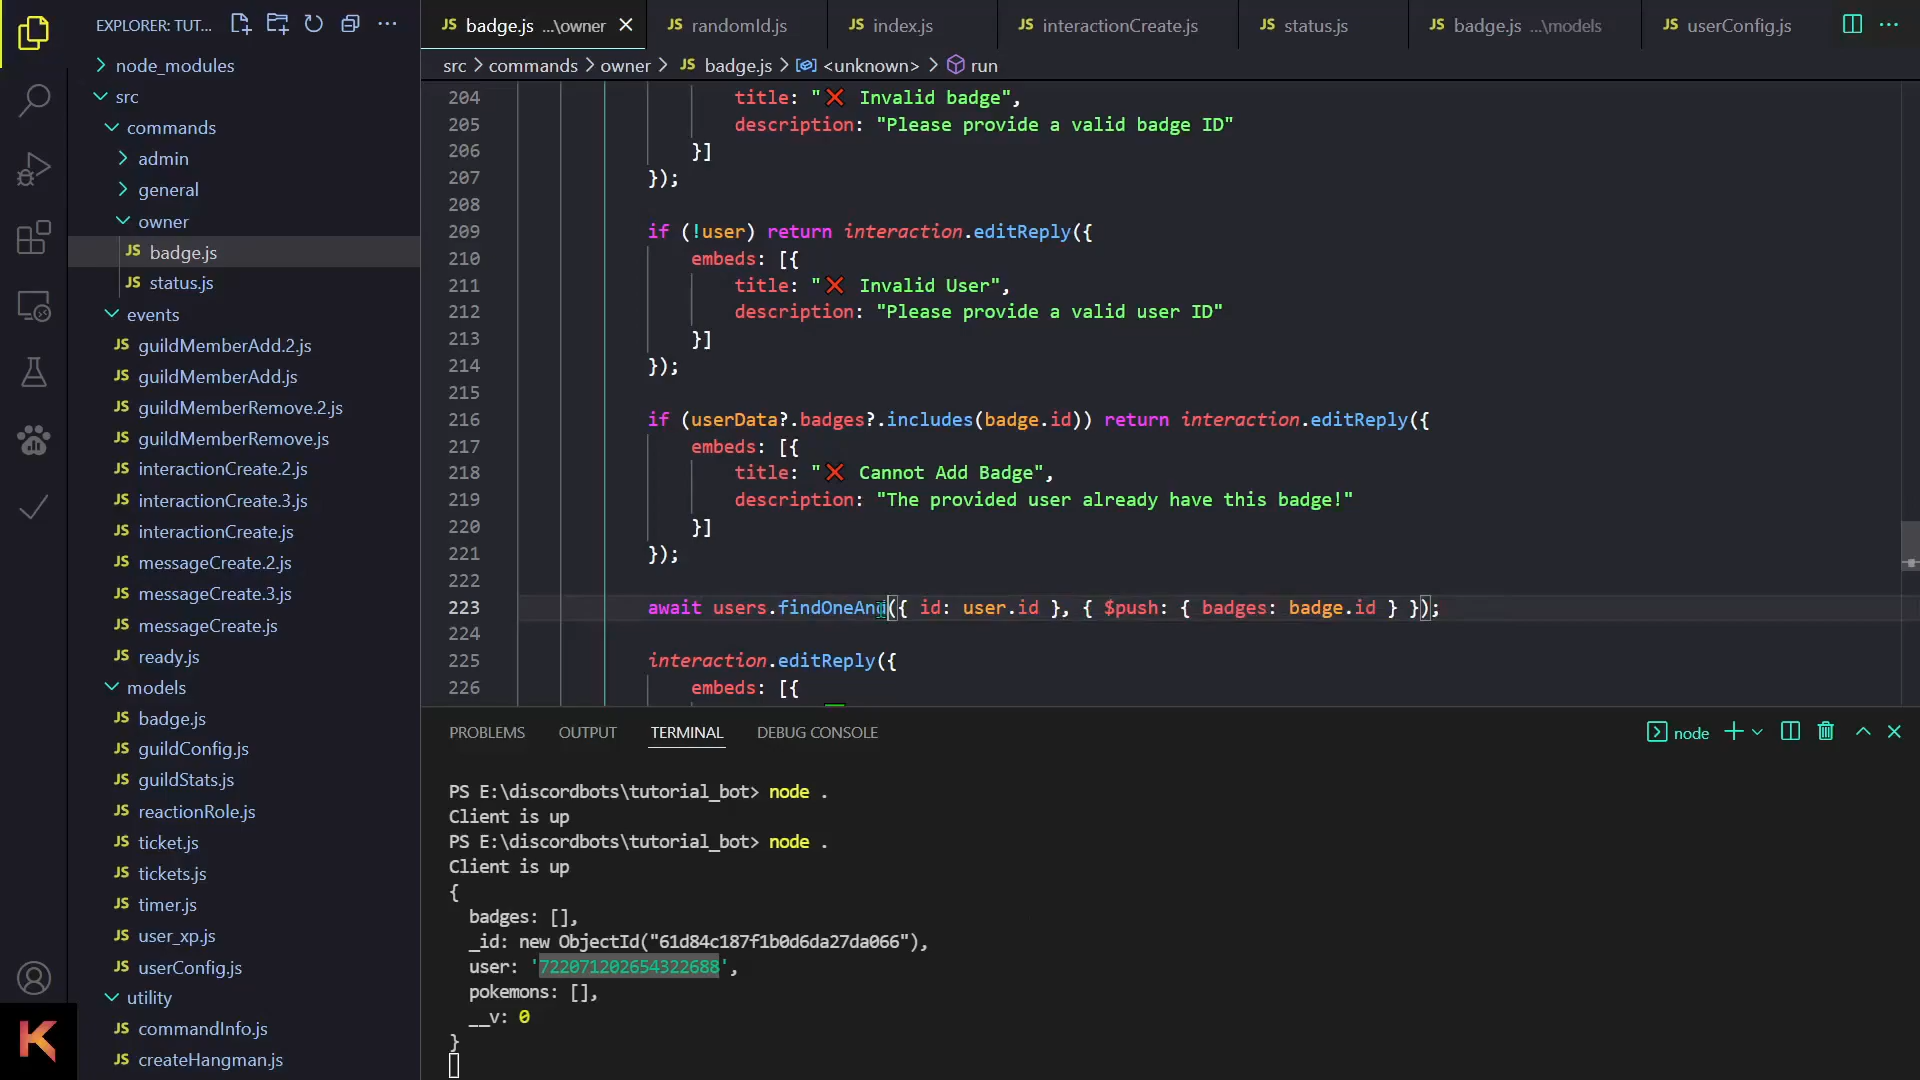 EXPLORER: TUT...
node_modules
src
commands
admin
general
owner
JS badge.js
JS status.js
events
JS guildMemberAdd.2.js
JS guildMemberAdd.js
JS guildMemberRemove.2.js
JS guildMemberRemove.js
JS interactionCreate.2.js
JS interactionCreate.3.js
JS interactionCreate.js
JS messageCreate.2.js
JS messageCreate.3.js
JS messageCreate.js
JS ready.js
models
JS badge.js
JS guildConfig.js
JS guildStats.js
JS reactionRole.js
JS ticket.js
JS tickets.js
JS timer.js
JS user_xp.js
JS userConfig.js
utility
JS commandInfo.js
JS createHangman.js
K
JS badge.js ...\owner
JS randomId.js
JS index.js
JS interactionCreate.js
JS status.js
JS badge.js ...\models
JS userConfig.js
src > commands > owner > JS badge.js > <unknown> > run
204 title: "❌ Invalid badge",
205 description: "Please provide a valid badge ID"
206 }]
207 });
208
209 if (!user) return interaction.editReply({
210 embeds: [{
211 title: "❌ Invalid User",
212 description: "Please provide a valid user ID"
213 }]
214 });
215
216 if (userData?.badges?.includes(badge.id)) return interaction.editReply({
217 embeds: [{
218 title: "❌ Cannot Add Badge",
219 description: "The provided user already have this badge!"
220 }]
221 });
222
223 await users.findOneAnd({ id: user.id }, { $push: { badges: badge.id } });
224
225 interaction.editReply({
226 embeds: [{
PROBLEMS OUTPUT TERMINAL DEBUG CONSOLE
node
PS E:\discordbots\tutorial_bot> node .
Client is up
PS E:\discordbots\tutorial_bot> node .
Client is up
{
badges: [],
_id: new ObjectId("61d84c187f1b0d6da27da066"),
user: '722071202654322688',
pokemons: [],
__v: 0
}